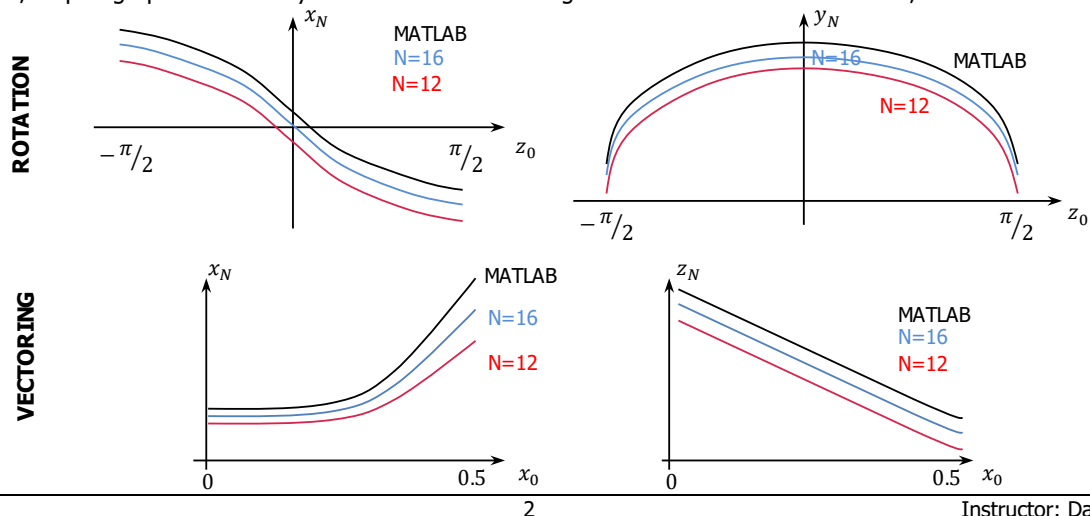 ROTATION
x_N
MATLAB
N=16
N=12
−π/2
π/2
z_0
y_N
N=16
MATLAB
N=12
−π/2
π/2
z_0
VECTORING
x_N
MATLAB
N=16
N=12
0
0.5
x_0
z_N
MATLAB
N=16
N=12
0
0.5
x_0
2
Instructor: Da